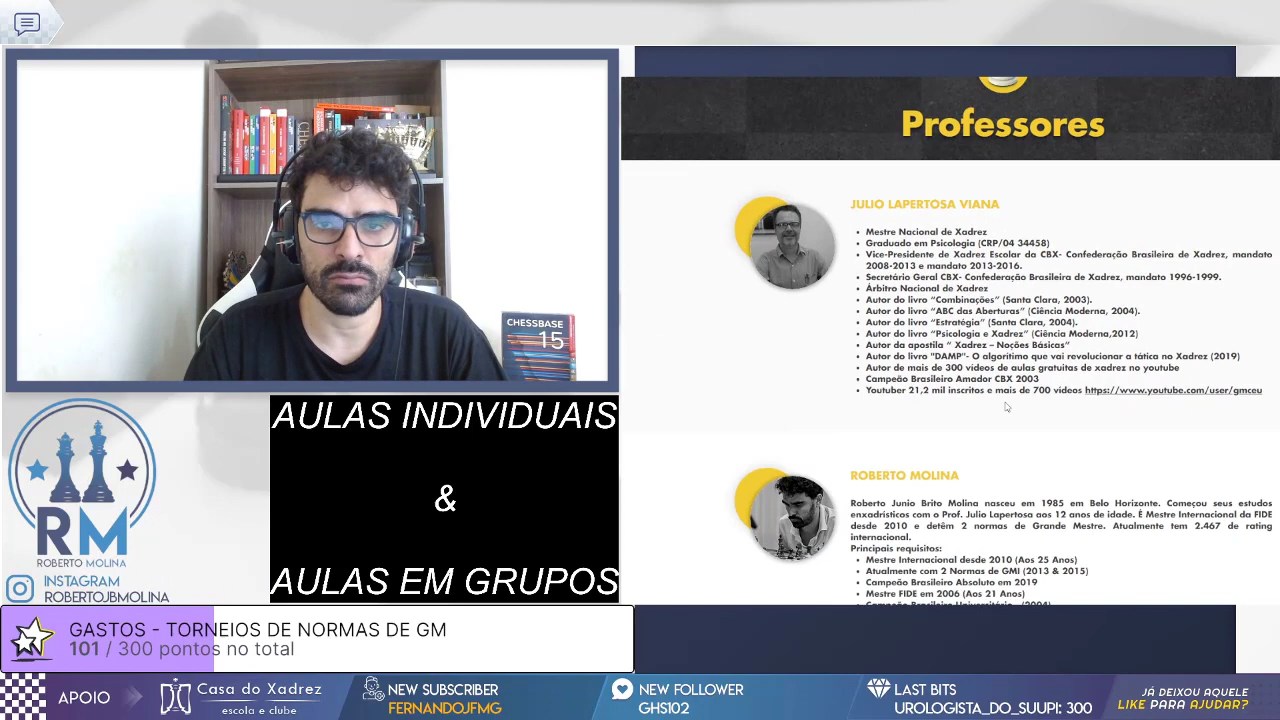 Professores
JULIO LAPERTOSA VIANA
• Mestre Nacional de Xadrez
• Graduado em Psicologia (CRP/04 34458)
• Vice-Presidente de Xadrez Escolar da CBX- Confederação Brasileira de Xadrez, mandato
2008-2013 e mandato 2013-2016.
• Secretário Geral CBX- Confederação Brasileira de Xadrez, mandato 1996-1999.
• Árbitro Nacional de Xadrez
• Autor do livro “Combinações” (Santa Clara, 2003).
• Autor do livro “ABC das Aberturas” (Ciência Moderna, 2004).
• Autor do livro “Estratégia” (Santa Clara, 2004).
• Autor do livro “Psicologia e Xadrez” (Ciência Moderna,2012)
• Autor da apostila “ Xadrez – Noções Básicas”
• Autor do livro "DAMP"- O algoritimo que vai revolucionar a tática no Xadrez (2019)
• Autor de mais de 300 videos de aulas gratuitas de xadrez no youtube
• Campeão Brasileiro Amador CBX 2003
• Youtuber 21,2 mil inscritos e mais de 700 videos https://www.youtube.com/user/gmceu
ROBERTO MOLINA
Roberto Junio Brito Molina nasceu em 1985 em Belo Horizonte. Começou seus estudos
enxadrísticos com o Prof. Julio Lapertosa aos 12 anos de idade. É Mestre Internacional da FIDE
desde 2010 e detêm 2 normas de Grande Mestre. Atualmente tem 2.467 de rating
internacional.
Principais requisitos:
• Mestre Internacional desde 2010 (Aos 25 Anos)
• Atualmente com 2 Normas de GMI (2013 & 2015)
• Campeão Brasileiro Absoluto em 2019
• Mestre FIDE em 2006 (Aos 21 Anos)
• Campeão Brasileiro Universitário - (2004)
CHESSBASE
15
RM
ROBERTO MOLINA
INSTAGRAM
ROBERTOJBMOLINA
AULAS INDIVIDUAIS
&
AULAS EM GRUPOS
GASTOS - TORNEIOS DE NORMAS DE GM
101 / 300 pontos no total
APOIO
Casa do Xadrez
escola e clube
NEW SUBSCRIBER
FERNANDOJFMG
NEW FOLLOWER
GHS102
LAST BITS
UROLOGISTA_DO_SUUPI: 300
JÁ DEIXOU AQUELE
LIKE PARA AJUDAR?